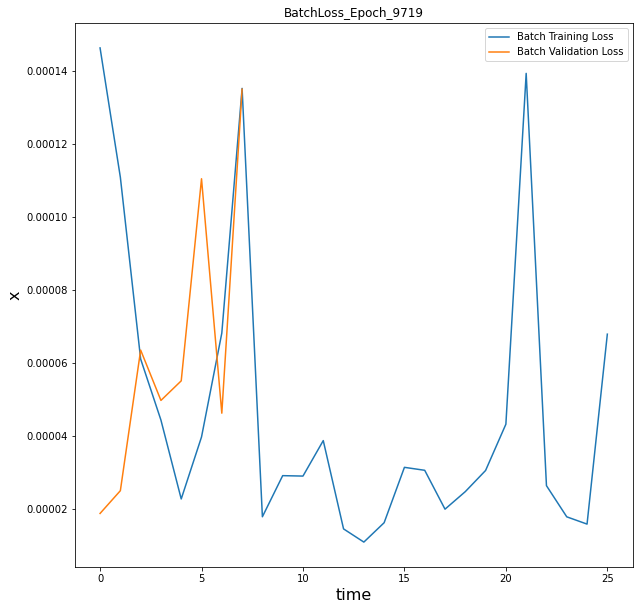 BatchLoss_Epoch_9719
Batch Training Loss
Batch Validation Loss
0.00014
0.00012
0.00010
0.00008
0.00006
0.00004
0.00002
x
0 5 10 15 20 25
time